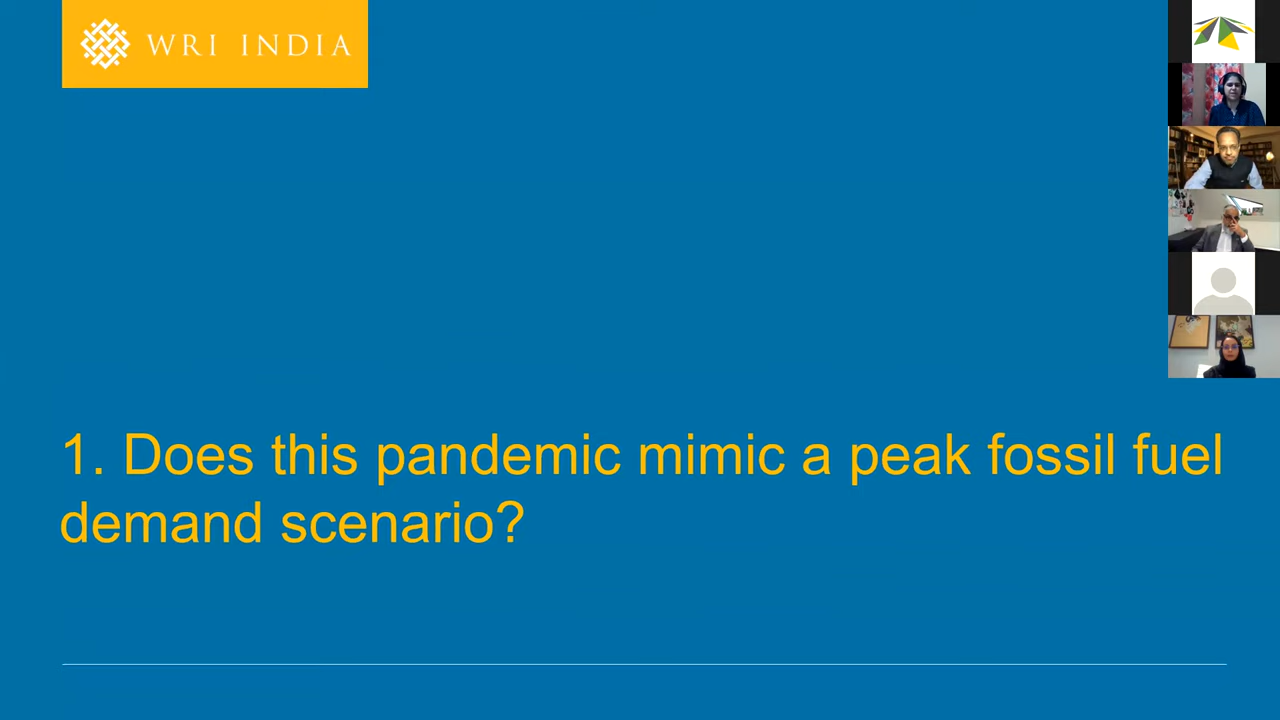 WRI INDIA
1. Does this pandemic mimic a peak fossil fuel
demand scenario?